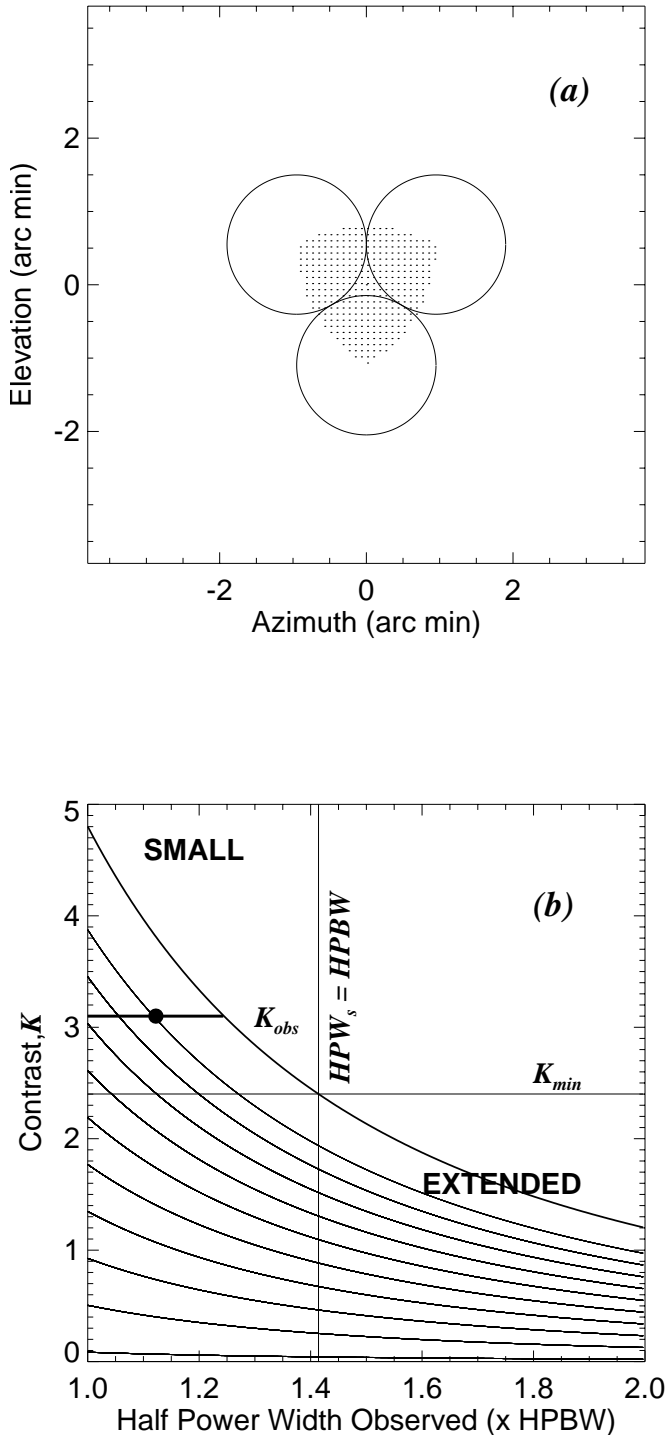 (a)
2
0
-2
Elevation (arc min)
-2 0 2
Azimuth (arc min)
5
4
3
2
1
0
Contrast,K
SMALL
(b)
HPW_s = HPBW
K_obs
K_min
EXTENDED
1.0 1.2 1.4 1.6 1.8 2.0
Half Power Width Observed (x HPBW)